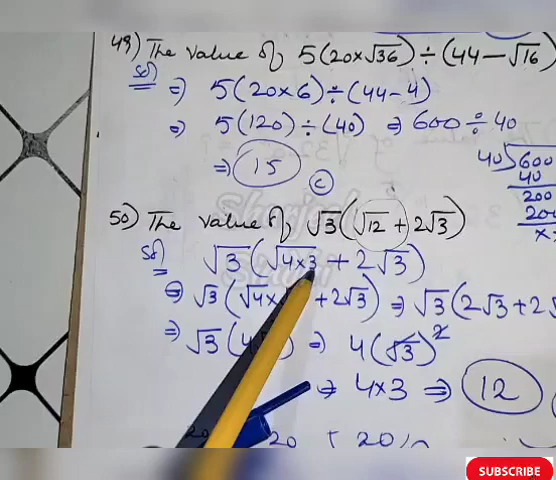 49) The value of 5(20×√36) ÷ (44 − √16)
Sol
⇒ 5(20×6) ÷ (44−4)
⇒ 5(120) ÷ (40) ⇒ 600 ÷ 40
40√600
40
200
200
×
⇒ 15
C
50) The value of √3(√12 + 2√3)
Sol √3(√4×3 + 2√3)
⇒ √3(√4× + 2√3) ⇒ √3(2√3+2√
⇒ √3(4 ) ⇒ 4(√3)²
⇒ 4×3 ⇒ 12
SUBSCRIBE